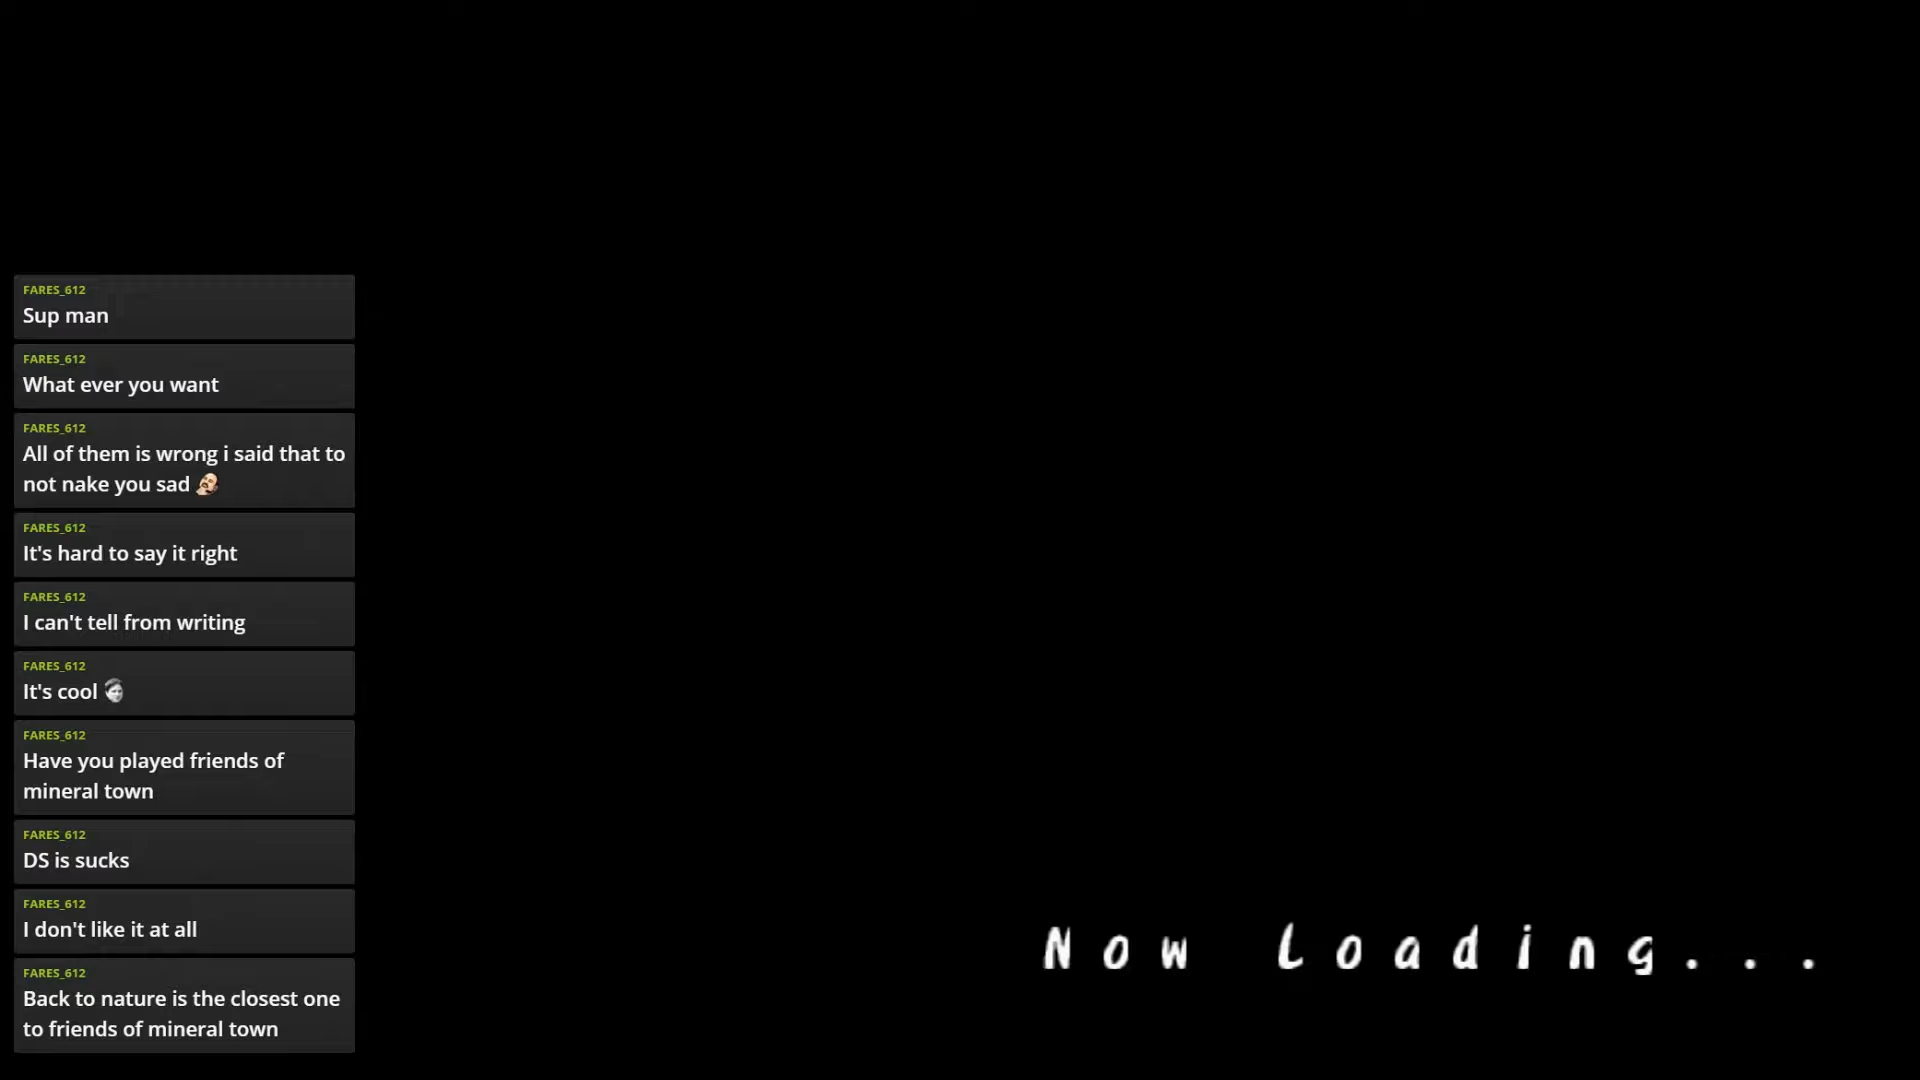 FARES_612
Sup man
FARES_612
What ever you want
FARES_612
All of them is wrong i said that to
not nake you sad
FARES_612
It's hard to say it right
FARES_612
I can't tell from writing
FARES_612
It's cool
FARES_612
Have you played friends of
mineral town
FARES_612
DS is sucks
FARES_612
I don't like it at all
FARES_612
Back to nature is the closest one
to friends of mineral town
Now Loading...